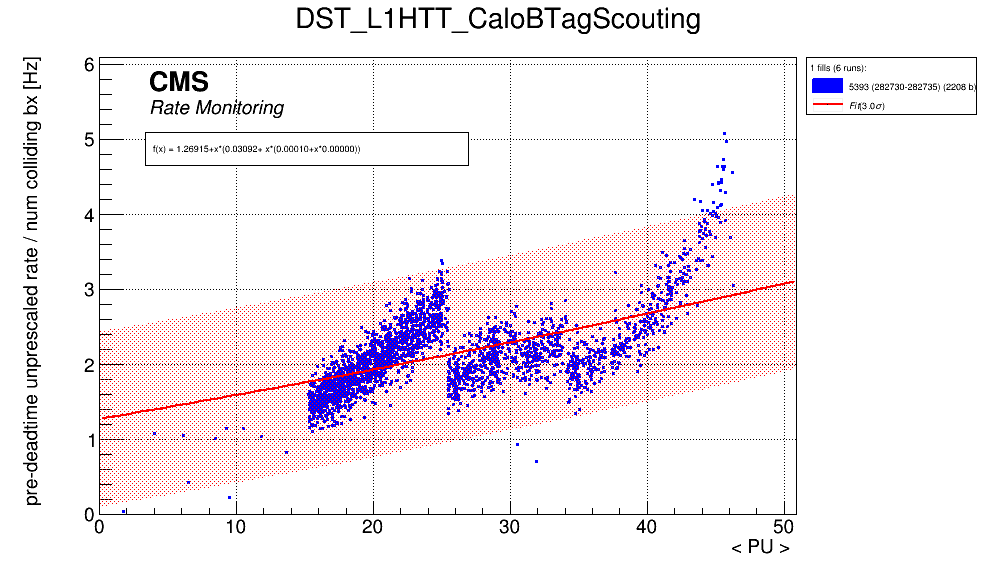 DST_L1HTT_CaloBTagScouting
pre-deadtime unprescaled rate / num colliding bx [Hz]
6
5
4
3
2
1
0
CMS
Rate Monitoring
f(x) = 1.26915+x*(0.03092+ x*(0.00010+x*0.00000))
0 10 20 30 40 50
< PU >
1 fills (6 runs):
5393 (282730-282735) (2208 b)
Fit(3.0σ)